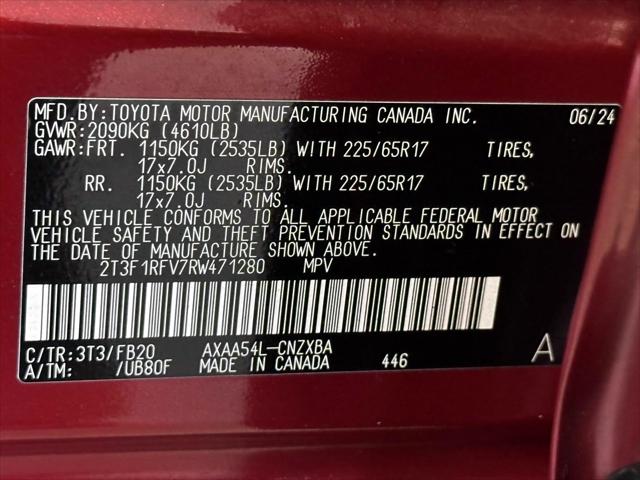 MFD.BY:TOYOTA MOTOR MANUFACTURING CANADA INC. 06/24
GVWR:2090KG (4610LB)
GAWR:FRT. 1150KG (2535LB) WITH 225/65R17 TIRES,
17x7.0J RIMS.
RR. 1150KG (2535LB) WITH 225/65R17 TIRES,
17x7.0J RIMS.
THIS VEHICLE CONFORMS TO ALL APPLICABLE FEDERAL MOTOR
VEHICLE SAFETY AND THEFT PREVENTION STANDARDS IN EFFECT ON
THE DATE OF MANUFACTURE SHOWN ABOVE.
2T3F1RFV7RW471280 MPV
C/TR:3T3/FB20 AXAA54L-CNZXBA A
A/TM: /UB80F MADE IN CANADA 446